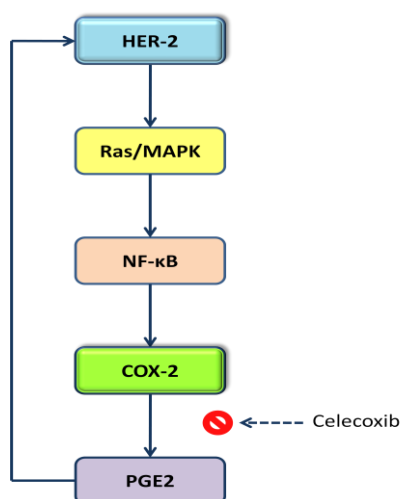 HER-2
Ras/MAPK
NF-κB
COX-2
Celecoxib
PGE2